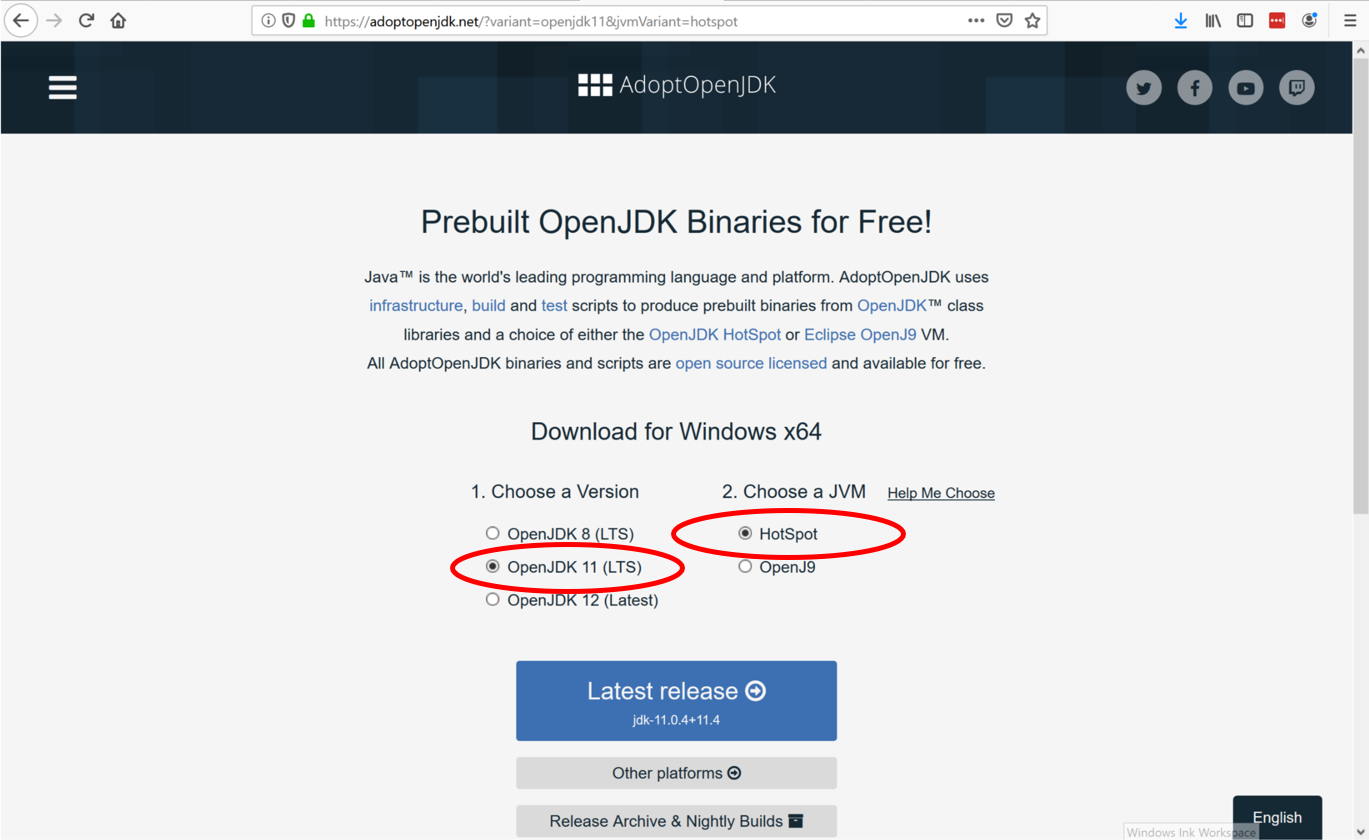 https://adoptopenjdk.net/?variant=openjdk11&jvmVariant=hotspot
AdoptOpenJDK
Prebuilt OpenJDK Binaries for Free!
Java™ is the world's leading programming language and platform. AdoptOpenJDK uses
infrastructure, build and test scripts to produce prebuilt binaries from OpenJDK™ class
libraries and a choice of either the OpenJDK HotSpot or Eclipse OpenJ9 VM.
All AdoptOpenJDK binaries and scripts are open source licensed and available for free.
Download for Windows x64
1. Choose a Version
OpenJDK 8 (LTS)
OpenJDK 11 (LTS)
OpenJDK 12 (Latest)
2. Choose a JVM
Help Me Choose
HotSpot
OpenJ9
Latest release
jdk-11.0.4+11.4
Other platforms
Release Archive & Nightly Builds
English
Windows Ink Workspace